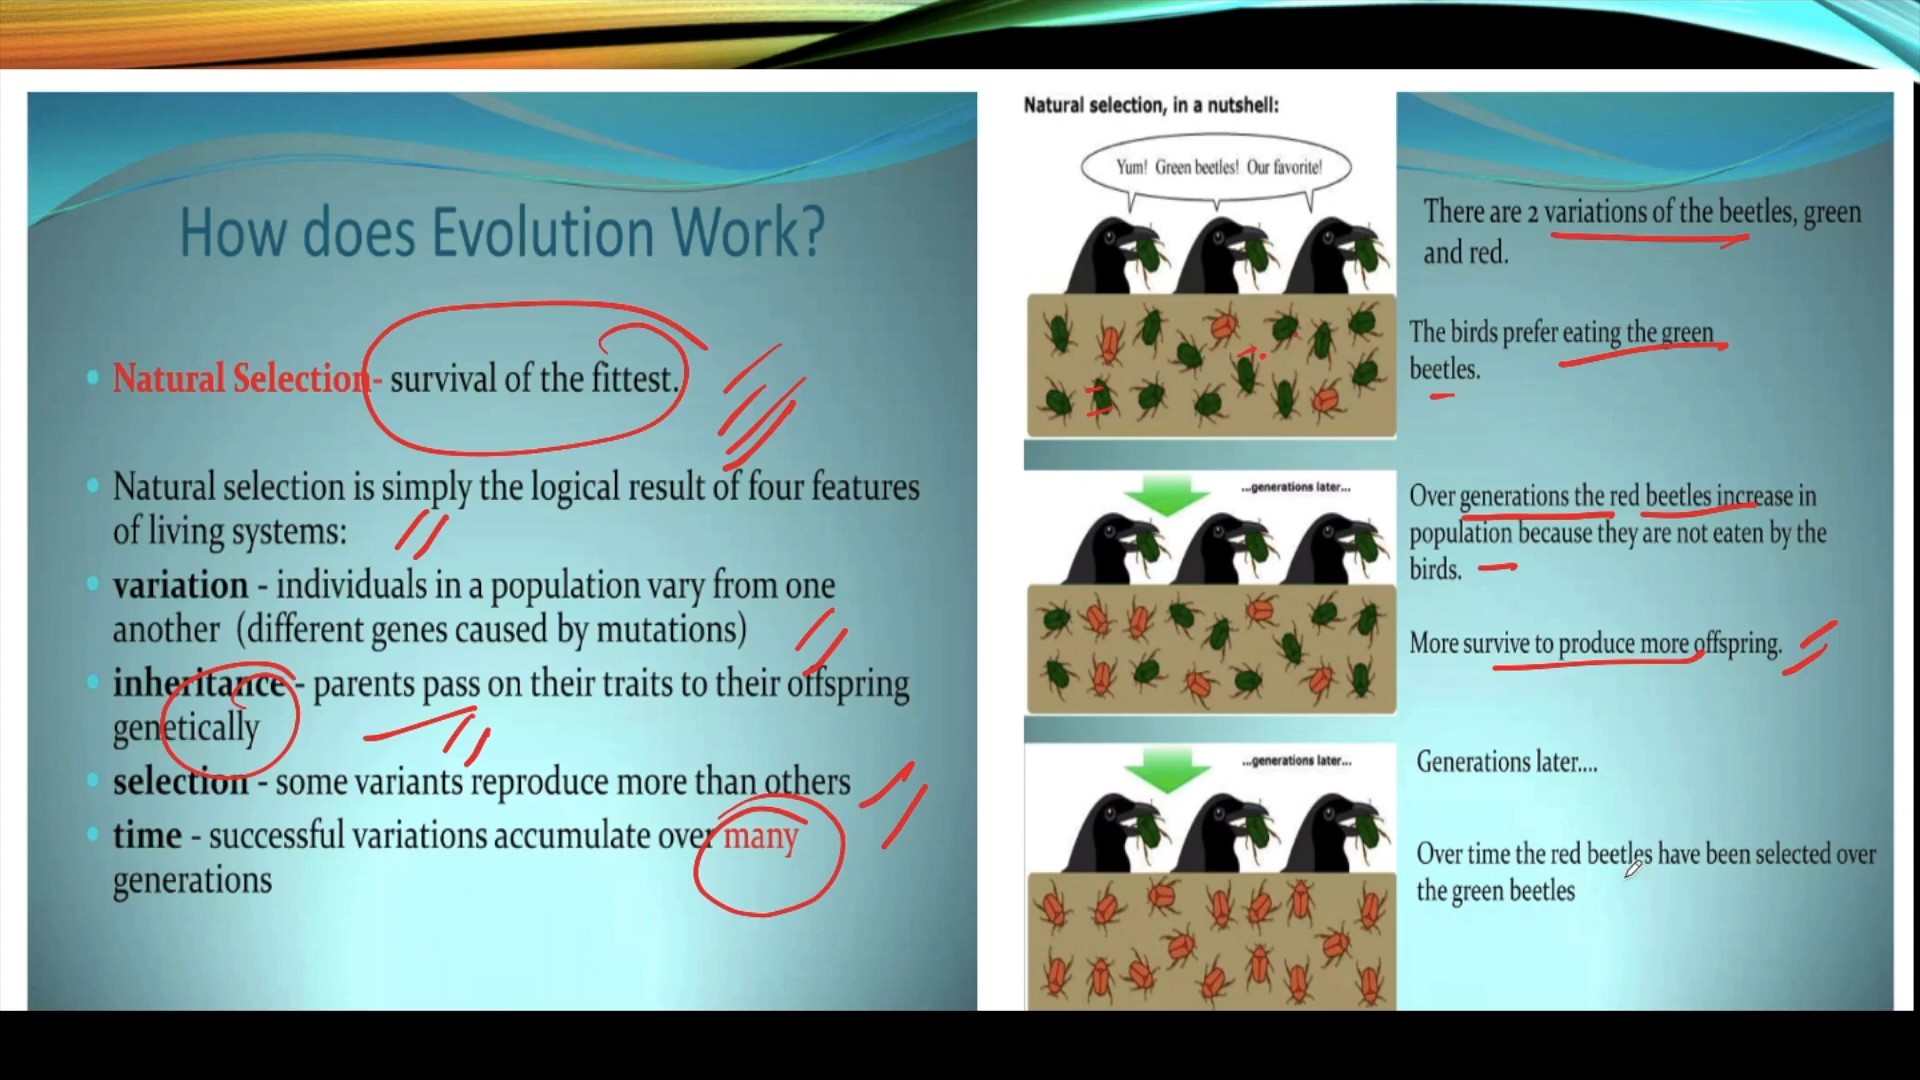 How does Evolution Work?
• Natural Selection- survival of the fittest.
• Natural selection is simply the logical result of four features
of living systems:
• variation - individuals in a population vary from one
another (different genes caused by mutations)
• inheritance - parents pass on their traits to their offspring
genetically
• selection - some variants reproduce more than others
• time - successful variations accumulate over many
generations
Natural selection, in a nutshell:
Yum! Green beetles! Our favorite!
There are 2 variations of the beetles, green
and red.
The birds prefer eating the green
beetles.
...generations later...
Over generations the red beetles increase in
population because they are not eaten by the
birds.
More survive to produce more offspring.
...generations later...
Generations later....
Over time the red beetles have been selected over
the green beetles